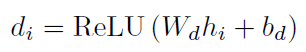 d_i = ReLU (W_d h_i + b_d)